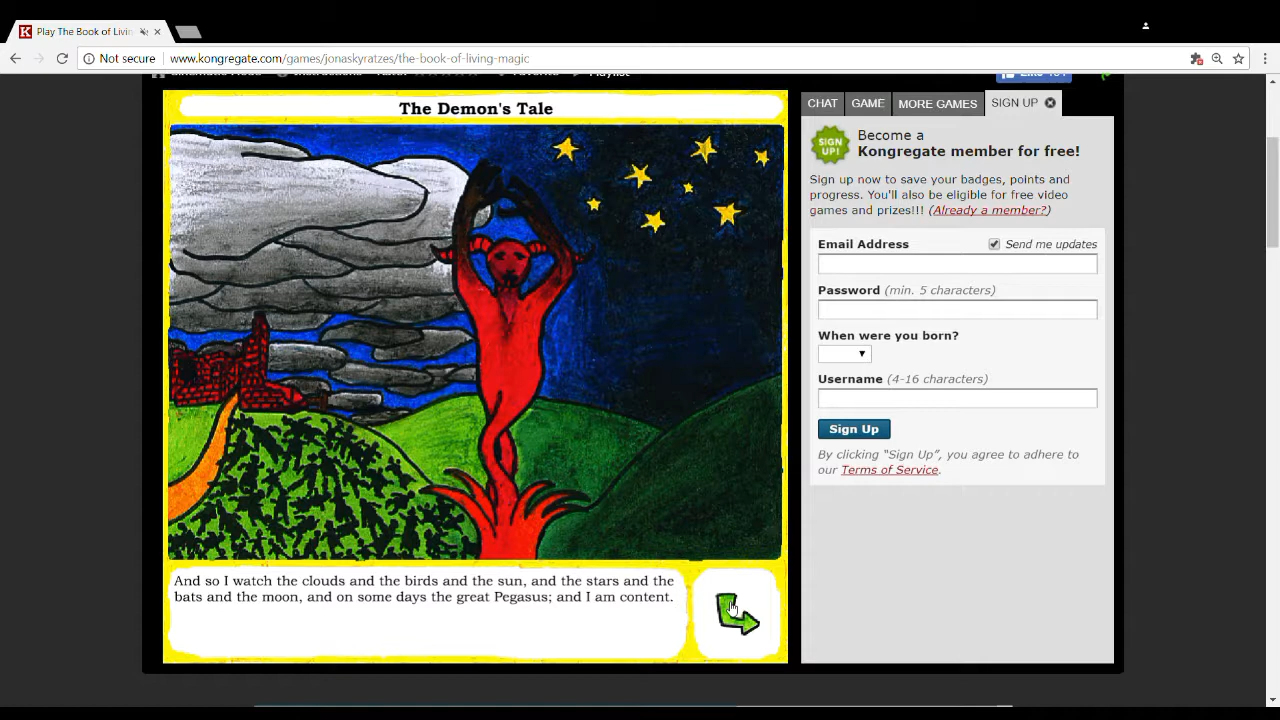 Play The Book of Livin
Not secure
www.kongregate.com/games/jonaskyratzes/the-book-of-living-magic
Playlist
The Demon's Tale
CHAT
GAME
MORE GAMES
SIGN UP
SIGN UP!
Become a
Kongregate member for free!
Sign up now to save your badges, points and
progress. You'll also be eligible for free video
games and prizes!!! (Already a member?)
Email Address
Send me updates
Password (min. 5 characters)
When were you born?
Username (4-16 characters)
Sign Up
By clicking “Sign Up”, you agree to adhere to
our Terms of Service.
And so I watch the clouds and the birds and the sun, and the stars and the
bats and the moon, and on some days the great Pegasus; and I am content.